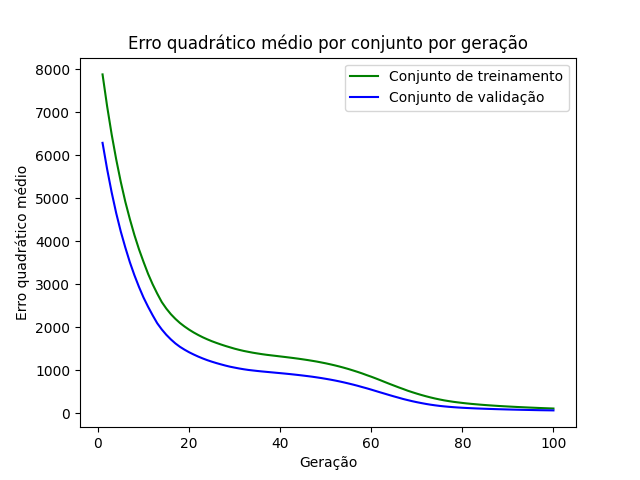 Erro quadrático médio por conjunto por geração
Conjunto de treinamento
Conjunto de validação
Erro quadrático médio
8000
7000
6000
5000
4000
3000
2000
1000
0
0 20 40 60 80 100
Geração